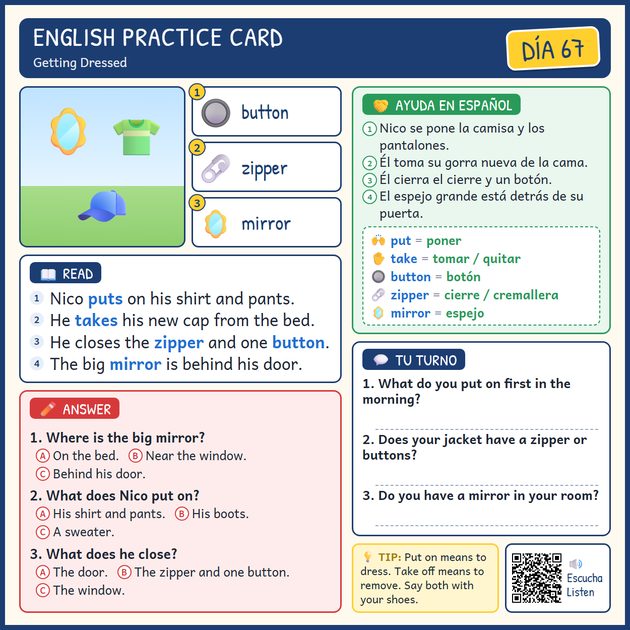 ENGLISH PRACTICE CARD
Getting Dressed
DÍA 67
1 button
2 zipper
3 mirror
READ
1 Nico puts on his shirt and pants.
2 He takes his new cap from the bed.
3 He closes the zipper and one button.
4 The big mirror is behind his door.
ANSWER
1. Where is the big mirror?
A On the bed. B Near the window.
C Behind his door.
2. What does Nico put on?
A His shirt and pants. B His boots.
C A sweater.
3. What does he close?
A The door. B The zipper and one button.
C The window.
AYUDA EN ESPAÑOL
1 Nico se pone la camisa y los
pantalones.
2 Él toma su gorra nueva de la cama.
3 Él cierra el cierre y un botón.
4 El espejo grande está detrás de su
puerta.
put = poner
take = tomar / quitar
button = botón
zipper = cierre / cremallera
mirror = espejo
TU TURNO
1. What do you put on first in the
morning?
2. Does your jacket have a zipper or
buttons?
3. Do you have a mirror in your room?
TIP: Put on means to
dress. Take off means to
remove. Say both with
your shoes.
Escucha
Listen